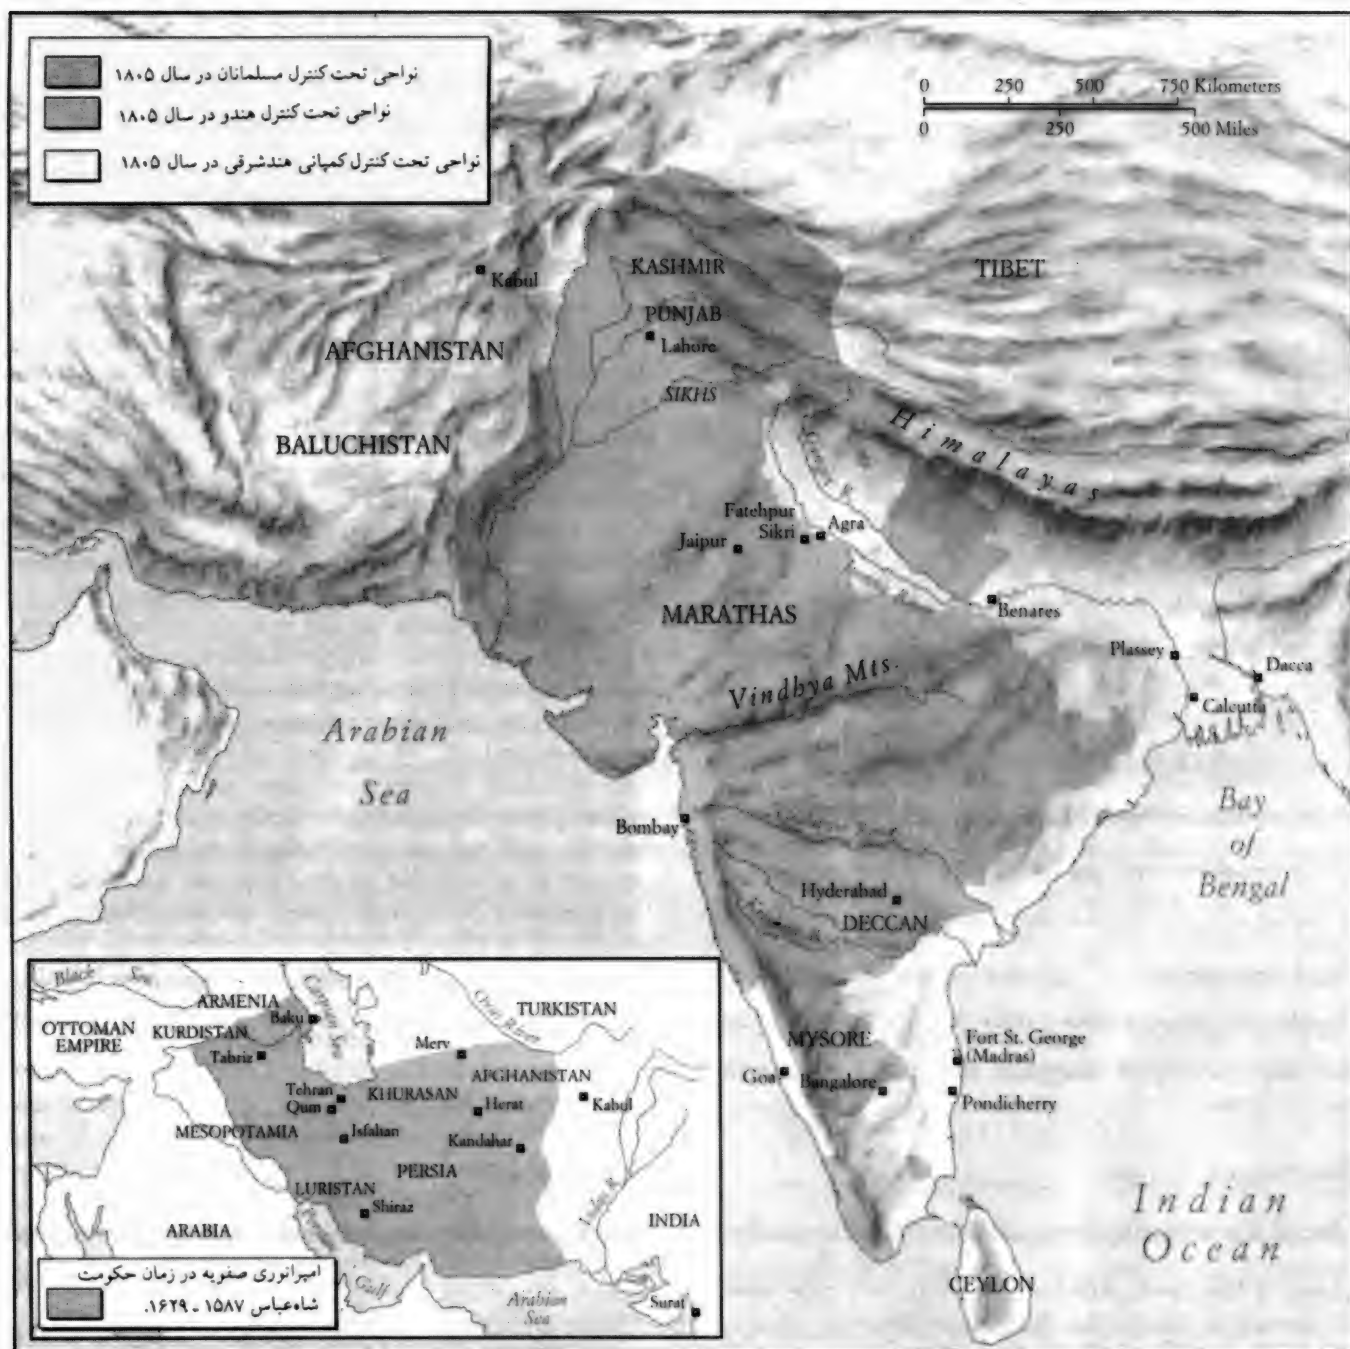 نواحی تحت کنترل مسلمانان در سال ۱۸۰۵
نواحی تحت کنترل هندو در سال ۱۸۰۵
نواحی تحت کنترل کمپانی هندشرقی در سال ۱۸۰۵
0 250 500 750 Kilometers
0 250 500 Miles
KASHMIR
TIBET
Kabul
PUNJAB
Lahore
AFGHANISTAN
SIKHS
BALUCHISTAN
Himalayas
Ganges R.
Fatehpur
Sikri
Agra
Jaipur
MARATHAS
Benares
Plassey
Dacca
Vindhya Mts.
Calcutta
Arabian
Sea
Bay
of
Bengal
Bombay
Hyderabad
DECCAN
MYSORE
Fort St. George
(Madras)
Goa
Bangalore
Pondicherry
Indian
Ocean
CEYLON
Black Sea
Caspian Sea
ARMENIA
Baku
Oxus River
TURKISTAN
OTTOMAN
EMPIRE
KURDISTAN
Tabriz
Merv
AFGHANISTAN
Tehran
KHURASAN
Qum
Herat
Kabul
MESOPOTAMIA
Isfahan
Kandahar
PERSIA
LURISTAN
Shiraz
Indus R.
INDIA
ARABIA
Persian
Gulf
Arabian
Sea
Surat
امپراتوری صفویه در زمان حکومت
شاه‌عباس ۱۵۸۷ ـ ۱۶۲۹.